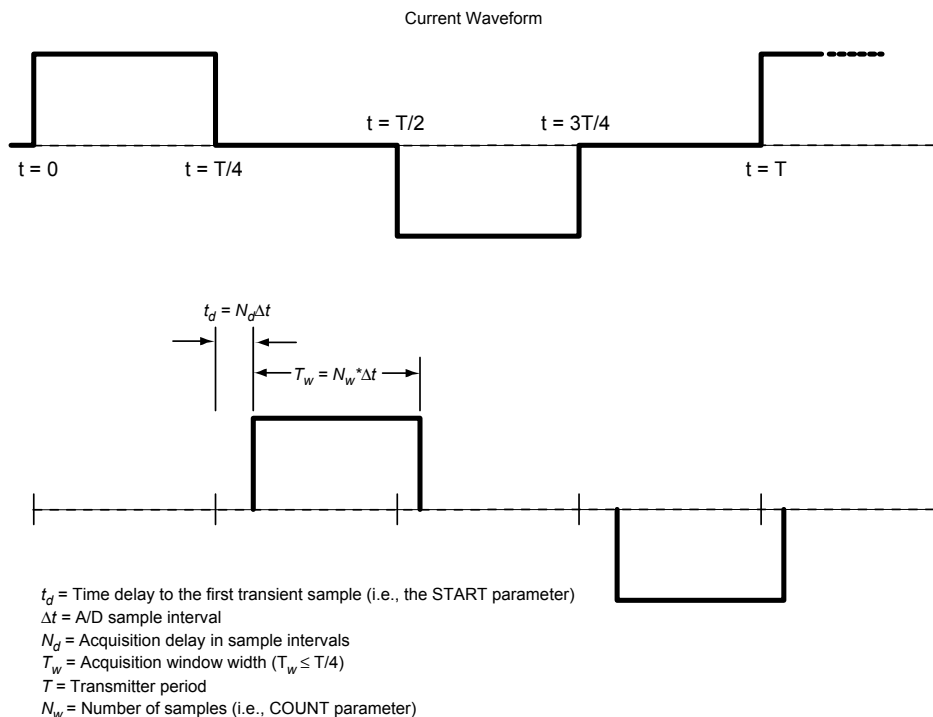 Current Waveform
t = T/2
t = 3T/4
t = 0
t = T/4
t = T
t_d = N_dΔt
T_w = N_w*Δt
t_d = Time delay to the first transient sample (i.e., the START parameter)
Δt = A/D sample interval
N_d = Acquisition delay in sample intervals
T_w = Acquisition window width (T_w ≤ T/4)
T = Transmitter period
N_w = Number of samples (i.e., COUNT parameter)